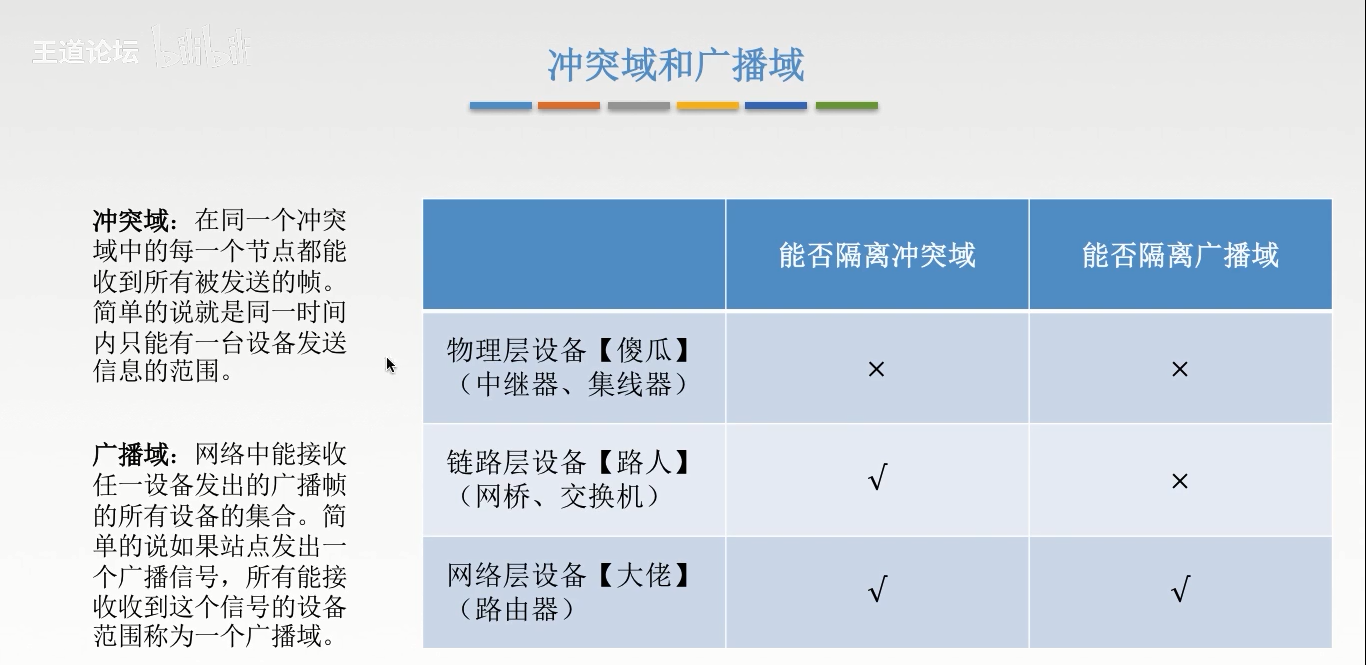 王道论坛 bilibili
冲突域和广播域
冲突域：在同一个冲突
域中的每一个节点都能
收到所有被发送的帧。
简单的说就是同一时间
内只能有一台设备发送
信息的范围。
广播域：网络中能接收
任一设备发出的广播帧
的所有设备的集合。简
单的说如果站点发出一
个广播信号，所有能接
收收到这个信号的设备
范围称为一个广播域。
能否隔离冲突域 能否隔离广播域
物理层设备【傻瓜】
（中继器、集线器） × ×
链路层设备【路人】
（网桥、交换机） √ ×
网络层设备【大佬】
（路由器） √ √